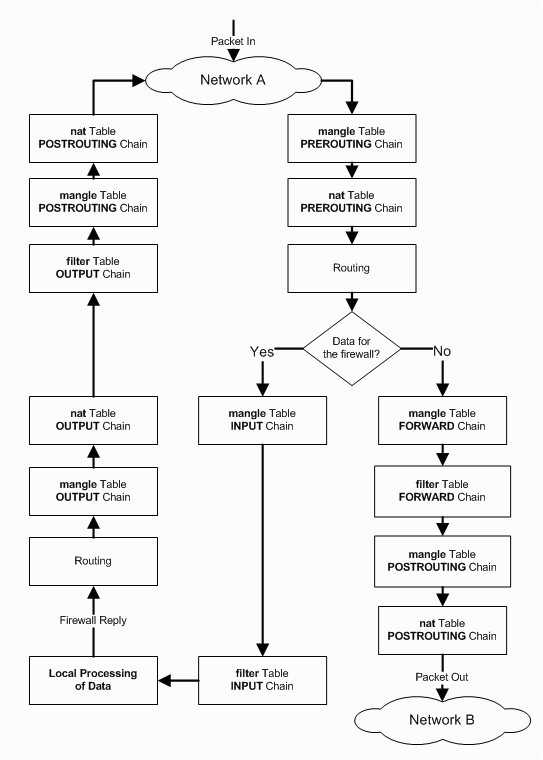 Packet In
Network A
nat Table
POSTROUTING Chain
mangle Table
POSTROUTING Chain
filter Table
OUTPUT Chain
nat Table
OUTPUT Chain
mangle Table
OUTPUT Chain
Routing
Firewall Reply
Local Processing
of Data
mangle Table
PREROUTING Chain
nat Table
PREROUTING Chain
Routing
Data for
the firewall?
Yes
No
mangle Table
INPUT Chain
filter Table
INPUT Chain
mangle Table
FORWARD Chain
filter Table
FORWARD Chain
mangle Table
POSTROUTING Chain
nat Table
POSTROUTING Chain
Packet Out
Network B